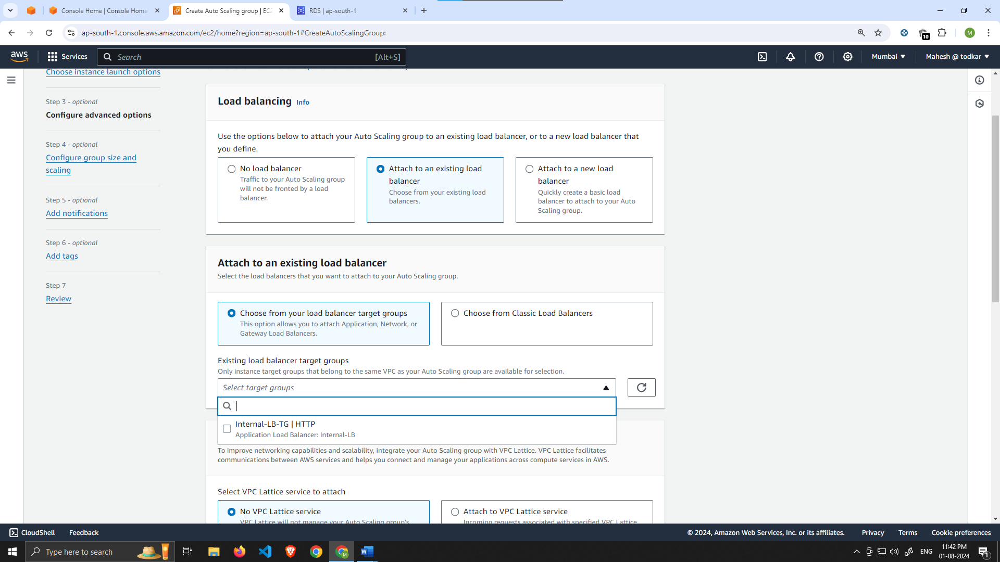 Console Home | Console Home
Create Auto Scaling group | EC2
RDS | ap-south-1
ap-south-1.console.aws.amazon.com/ec2/home?region=ap-south-1#CreateAutoScalingGroup:
10
M
aws
Services
Search
[Alt+S]
Mumbai
Mahesh @ todkar
Choose instance launch options
Step 3 - optional
Configure advanced options
Step 4 - optional
Configure group size and
scaling
Step 5 - optional
Add notifications
Step 6 - optional
Add tags
Step 7
Review
Load balancing Info
Use the options below to attach your Auto Scaling group to an existing load balancer, or to a new load balancer that
you define.
No load balancer
Traffic to your Auto Scaling group
will not be fronted by a load
balancer.
Attach to an existing load
balancer
Choose from your existing load
balancers.
Attach to a new load
balancer
Quickly create a basic load
balancer to attach to your Auto
Scaling group.
Attach to an existing load balancer
Select the load balancers that you want to attach to your Auto Scaling group.
Choose from your load balancer target groups
This option allows you to attach Application, Network, or
Gateway Load Balancers.
Choose from Classic Load Balancers
Existing load balancer target groups
Only instance target groups that belong to the same VPC as your Auto Scaling group are available for selection.
Select target groups
Internal-LB-TG | HTTP
Application Load Balancer: Internal-LB
To improve networking capabilities and scalability, integrate your Auto Scaling group with VPC Lattice. VPC Lattice facilitates
communications between AWS services and helps you connect and manage your applications across compute services in AWS.
Select VPC Lattice service to attach
No VPC Lattice service
VPC Lattice will not manage your Auto Scaling group's
Attach to VPC Lattice service
Incoming requests associated with specified VPC Lattice
CloudShell
Feedback
© 2024, Amazon Web Services, Inc. or its affiliates.
Privacy
Terms
Cookie preferences
Type here to search
M
W
ENG
11:42 PM
01-08-2024
1